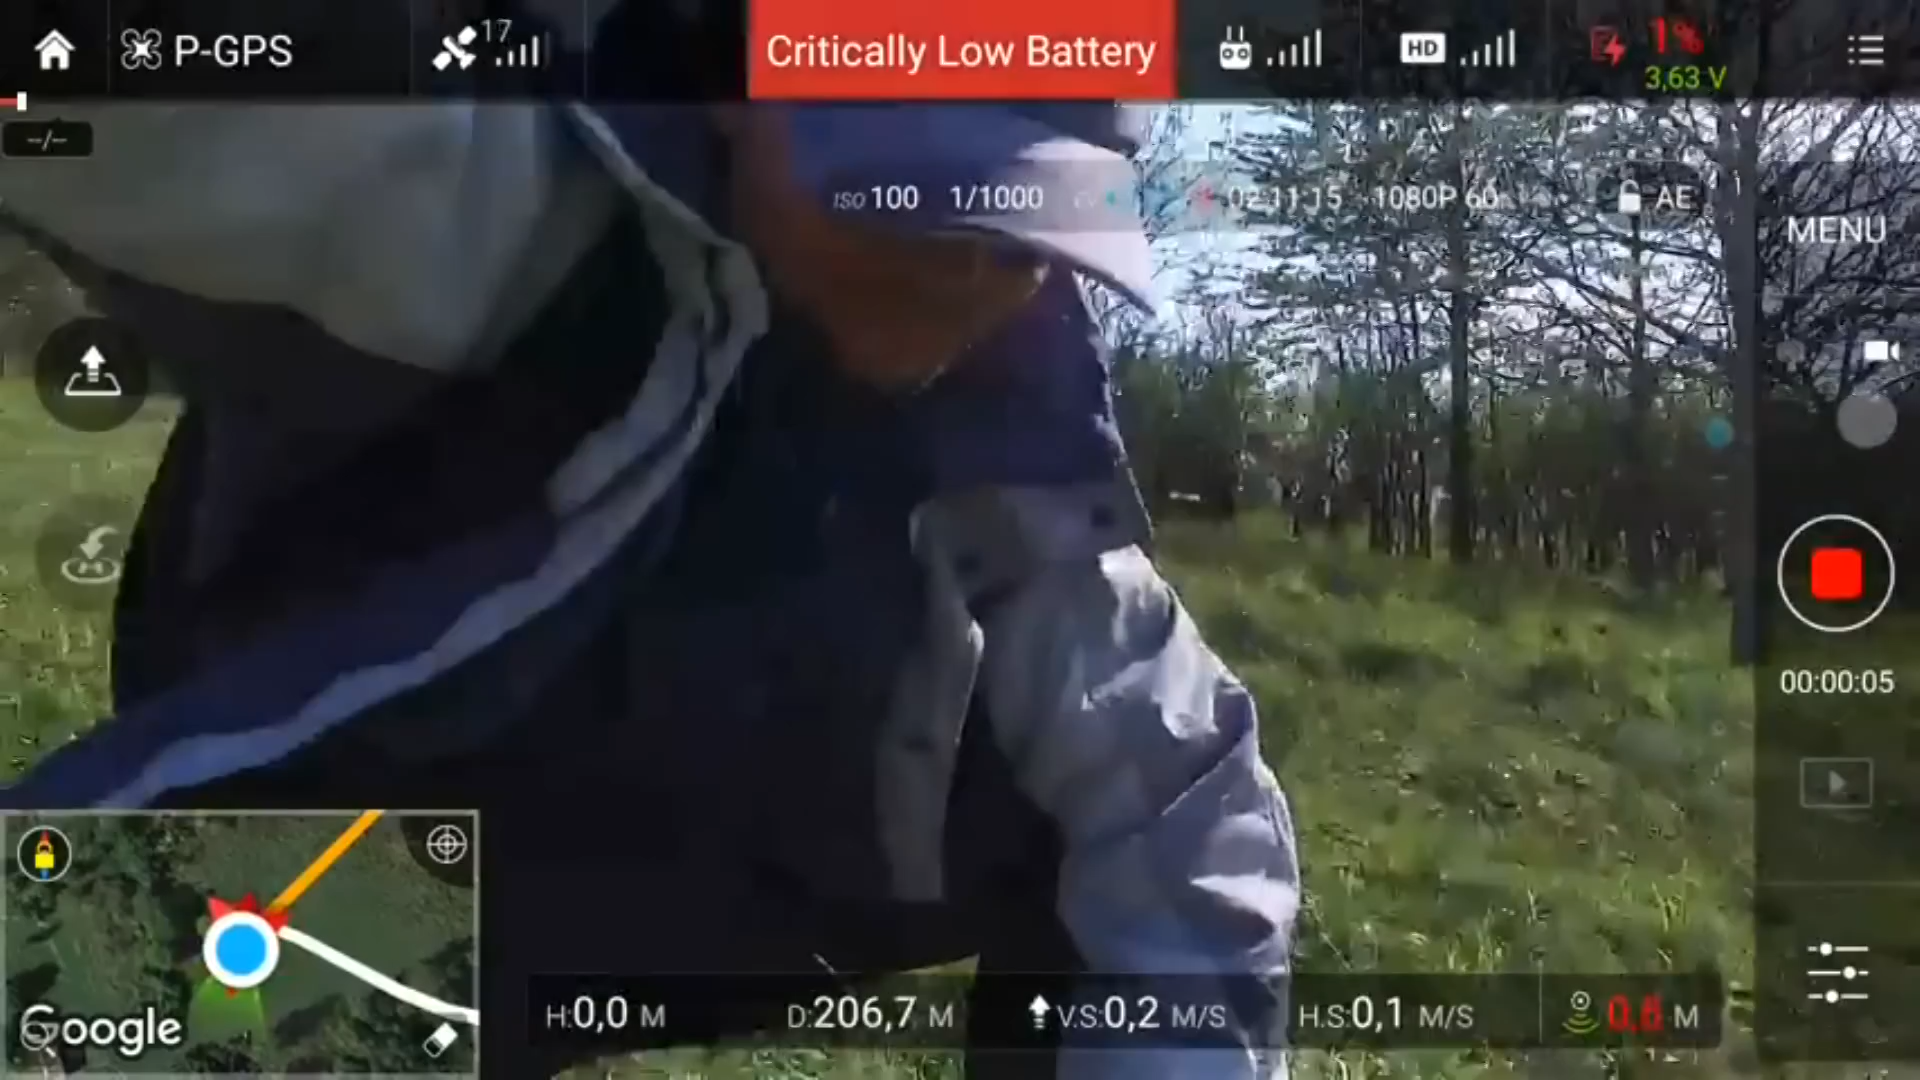 P-GPS
17
Critically Low Battery
HD
1%
3,63 V
--/--
ISO 100 1/1000 EV 02:11:15 1080P 60 AE
MENU
00:00:05
Google
H:0,0 M D:206,7 M V.S:0,2 M/S H.S:0,1 M/S 0,6 M